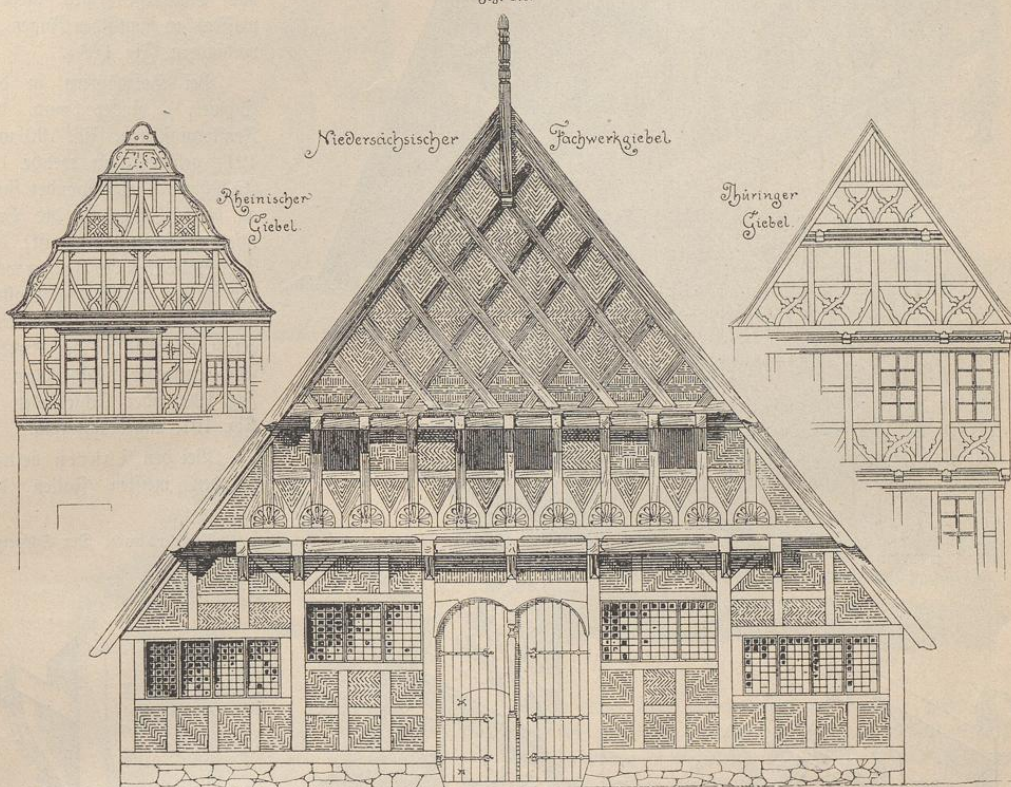 Niedersächsischer Fachwerkgiebel
Rheinischer
Giebel.
Thüringer
Giebel.